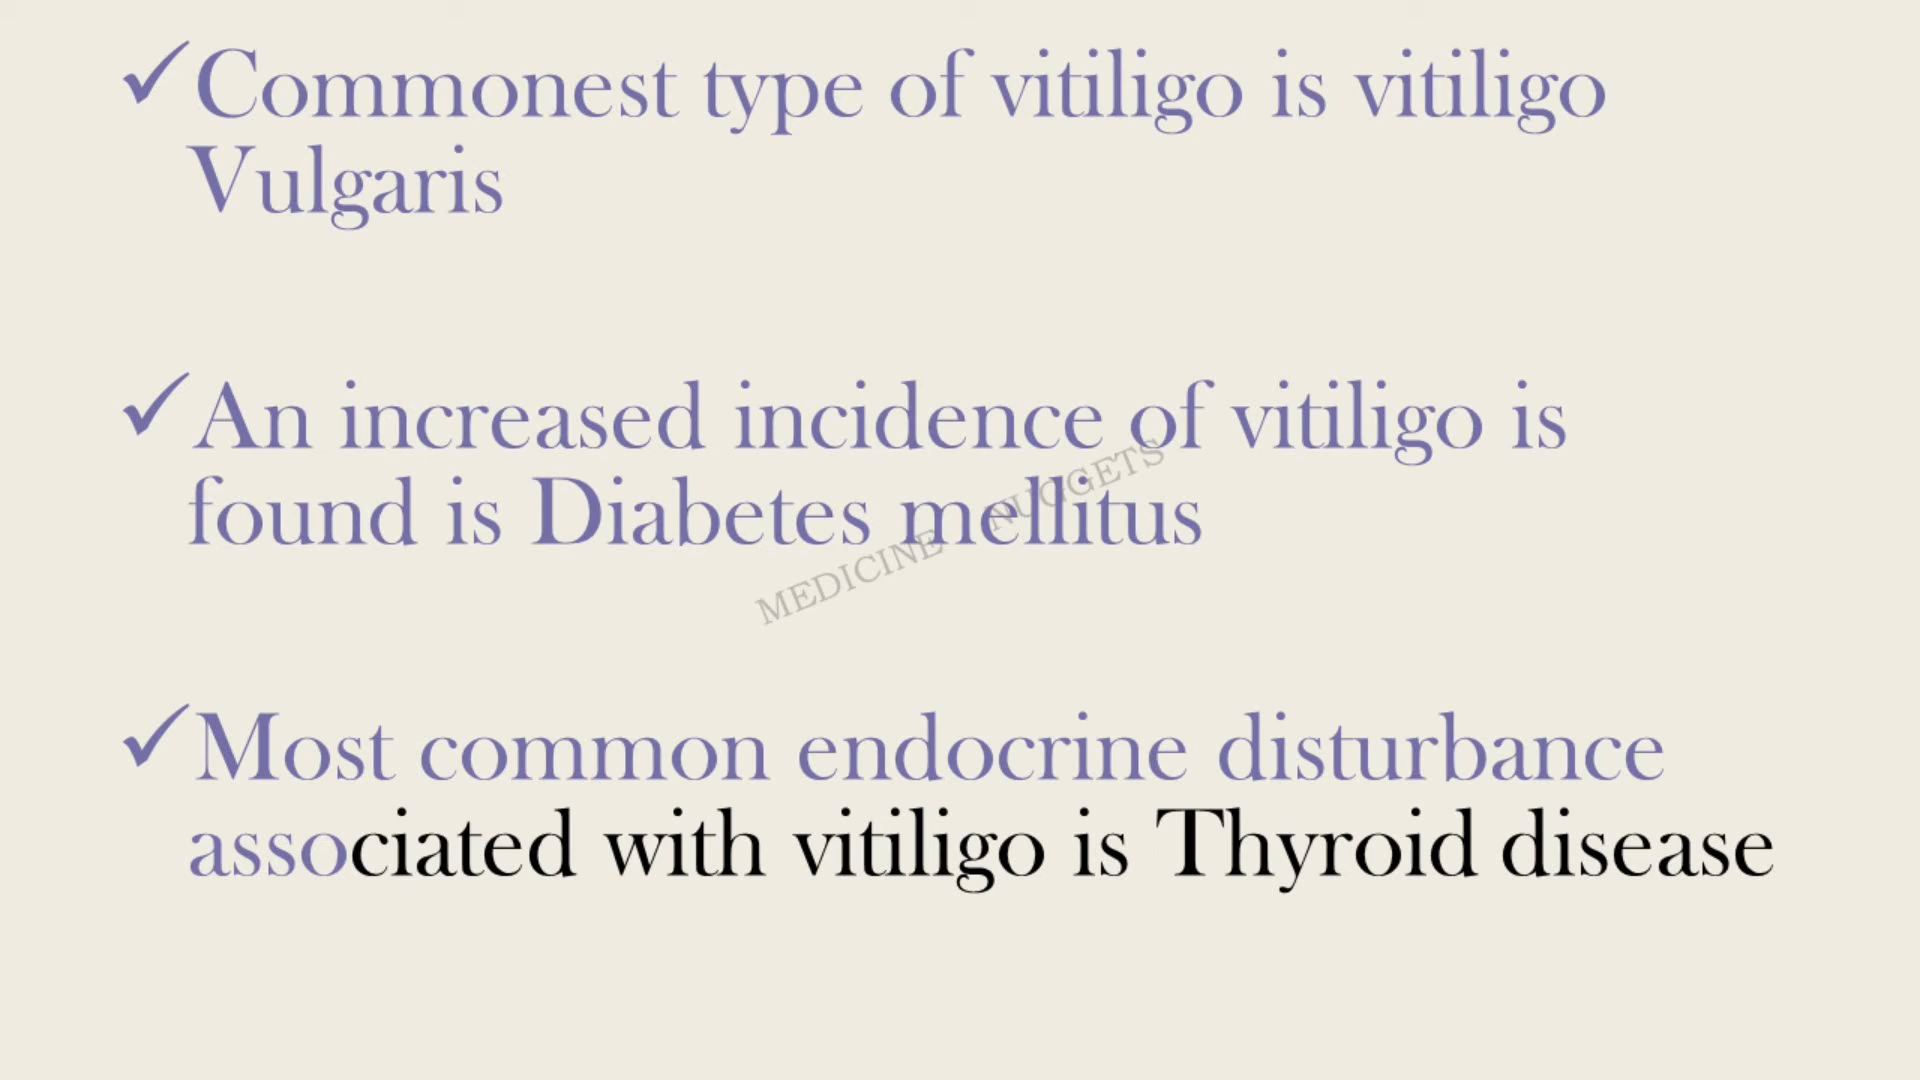 ✓Commonest type of vitiligo is vitiligo
Vulgaris
✓An increased incidence of vitiligo is
found is Diabetes mellitus
MEDICINE NUGGETS
✓Most common endocrine disturbance
associated with vitiligo is Thyroid disease